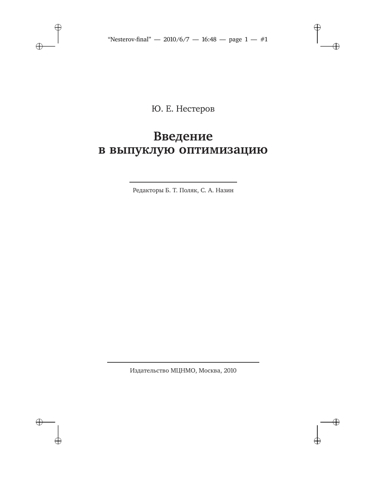 "Nesterov-final" — 2010/6/7 — 16:48 — page 1 — #1
Ю. Е. Нестеров
Введение
в выпуклую оптимизацию
Редакторы Б. Т. Поляк, С. А. Назин
Издательство МЦНМО, Москва, 2010